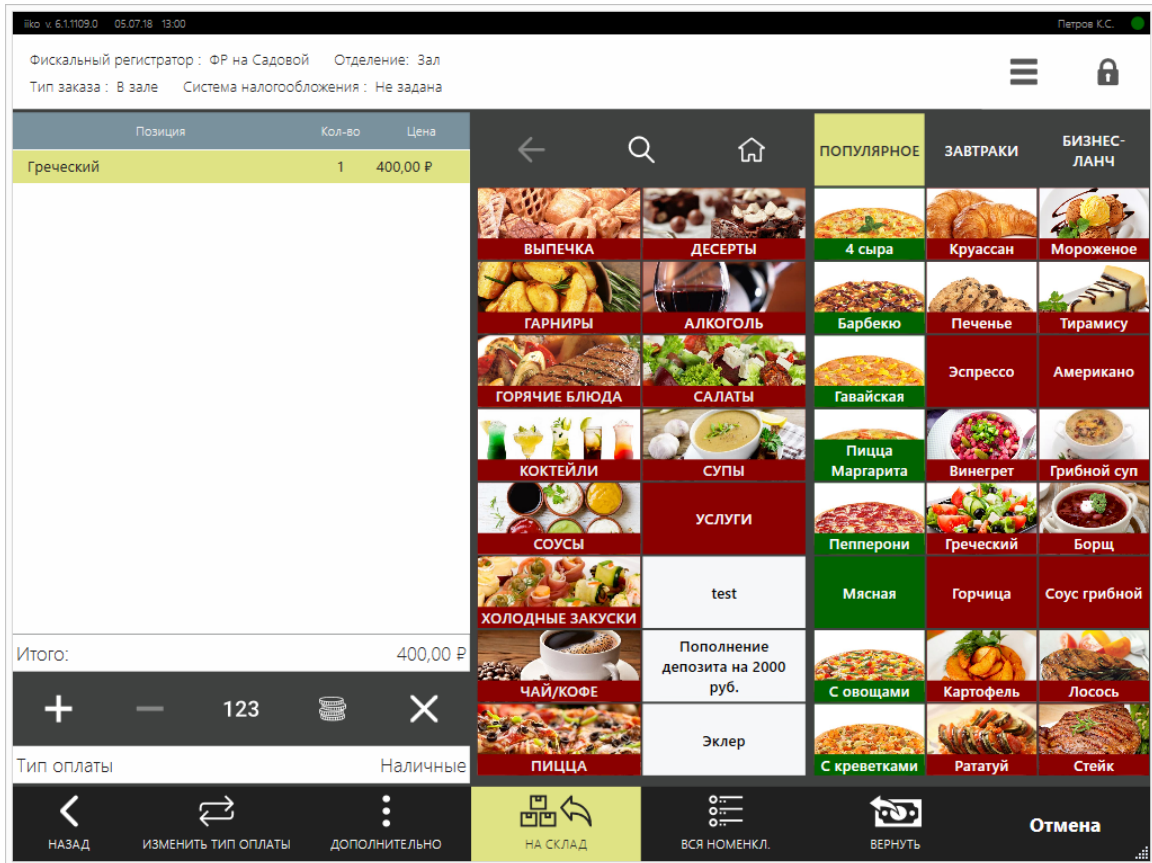 iiko v. 6.1.1109.0 05.07.18 13:00 Петров К.С.
Фискальный регистратор : ФР на Садовой Отделение: Зал
Тип заказа : В зале Система налогообложения : Не задана
Позиция Кол-во Цена
Греческий 1 400,00 ₽
Итого: 400,00 ₽
123
Тип оплаты Наличные
ПОПУЛЯРНОЕ ЗАВТРАКИ БИЗНЕС-
ЛАНЧ
ВЫПЕЧКА ДЕСЕРТЫ
ГАРНИРЫ АЛКОГОЛЬ
ГОРЯЧИЕ БЛЮДА САЛАТЫ
КОКТЕЙЛИ СУПЫ
СОУСЫ УСЛУГИ
ХОЛОДНЫЕ ЗАКУСКИ test
ЧАЙ/КОФЕ Пополнение
депозита на 2000
руб.
ПИЦЦА Эклер
4 сыра Круассан Мороженое
Барбекю Печенье Тирамису
Гавайская Эспрессо Американо
Пицца
Маргарита Винегрет Грибной суп
Пепперони Греческий Борщ
Мясная Горчица Соус грибной
С овощами Картофель Лосось
С креветками Рататуй Стейк
НАЗАД ИЗМЕНИТЬ ТИП ОПЛАТЫ ДОПОЛНИТЕЛЬНО НА СКЛАД ВСЯ НОМЕНКЛ. ВЕРНУТЬ Отмена